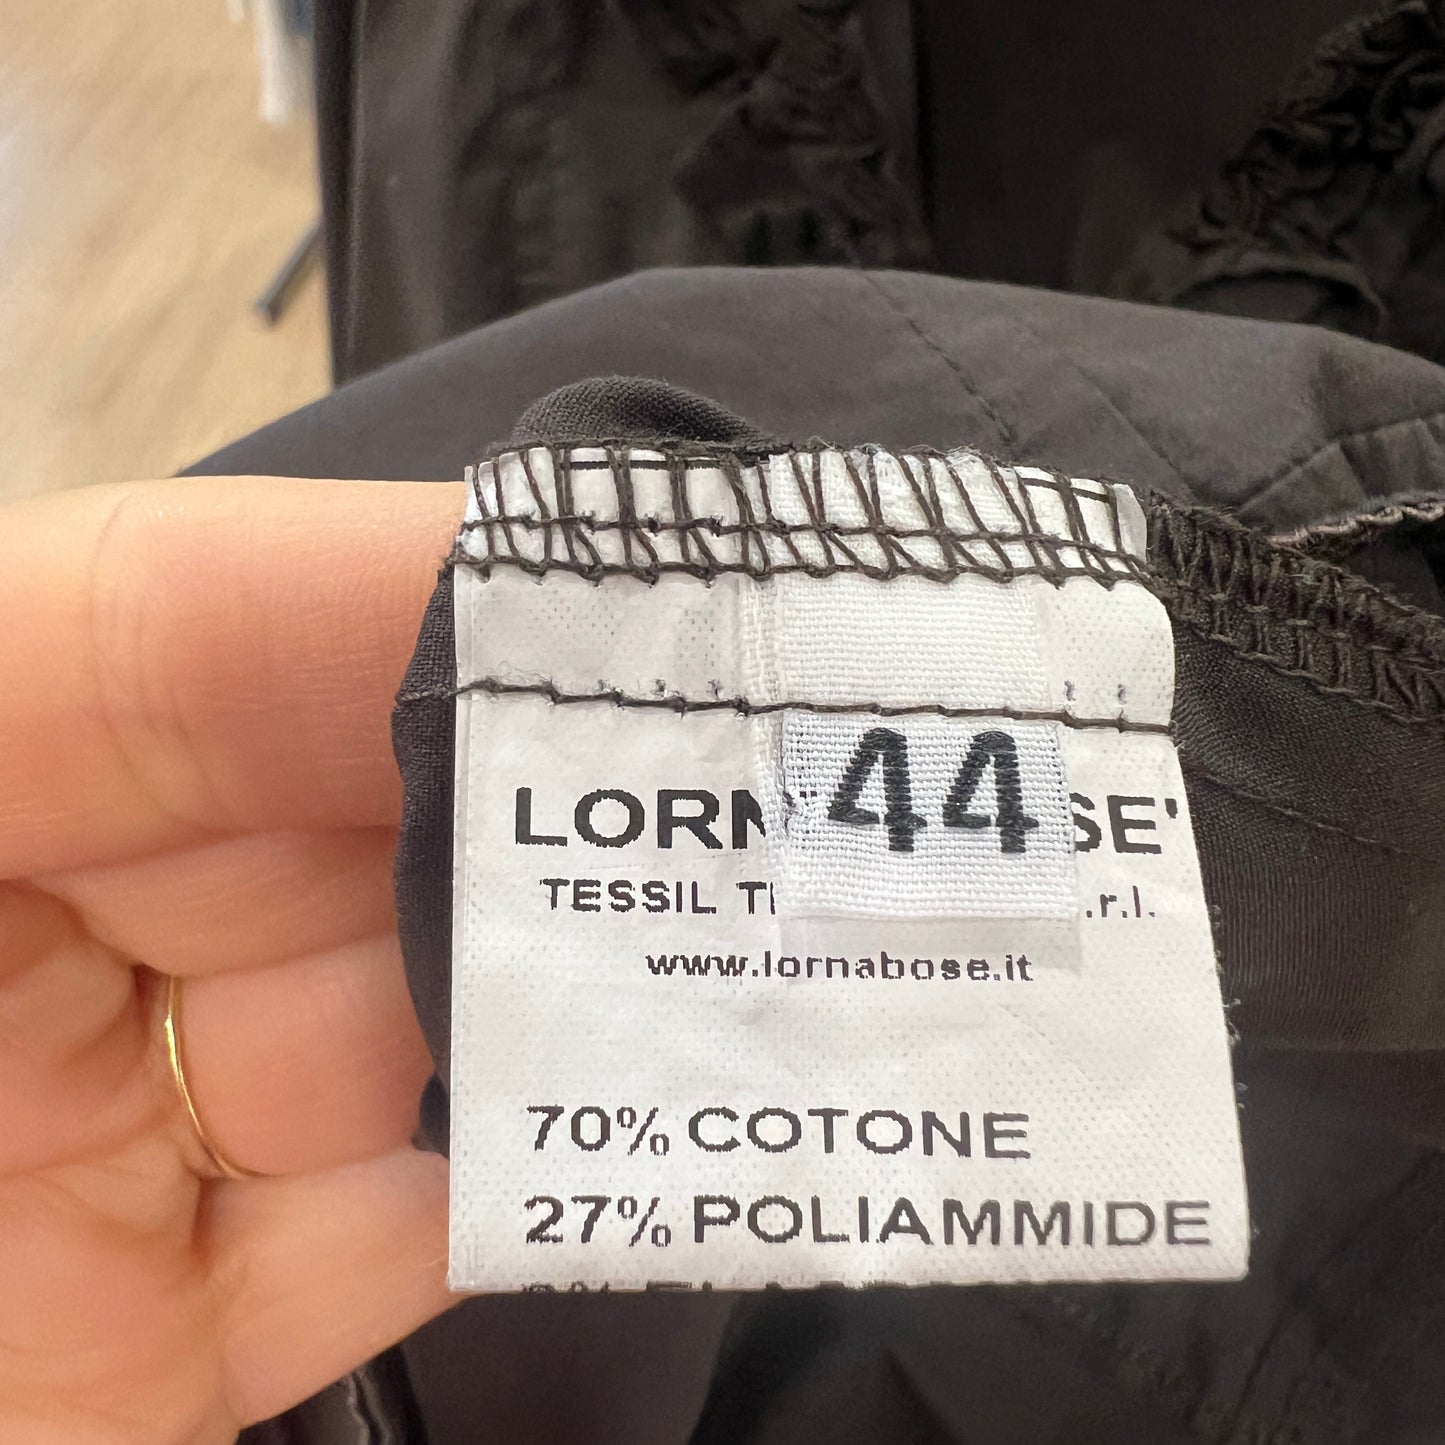 44
LORN SE'
TESSIL .r.l.
www.lornabose.it
70% COTONE
27% POLIAMMIDE